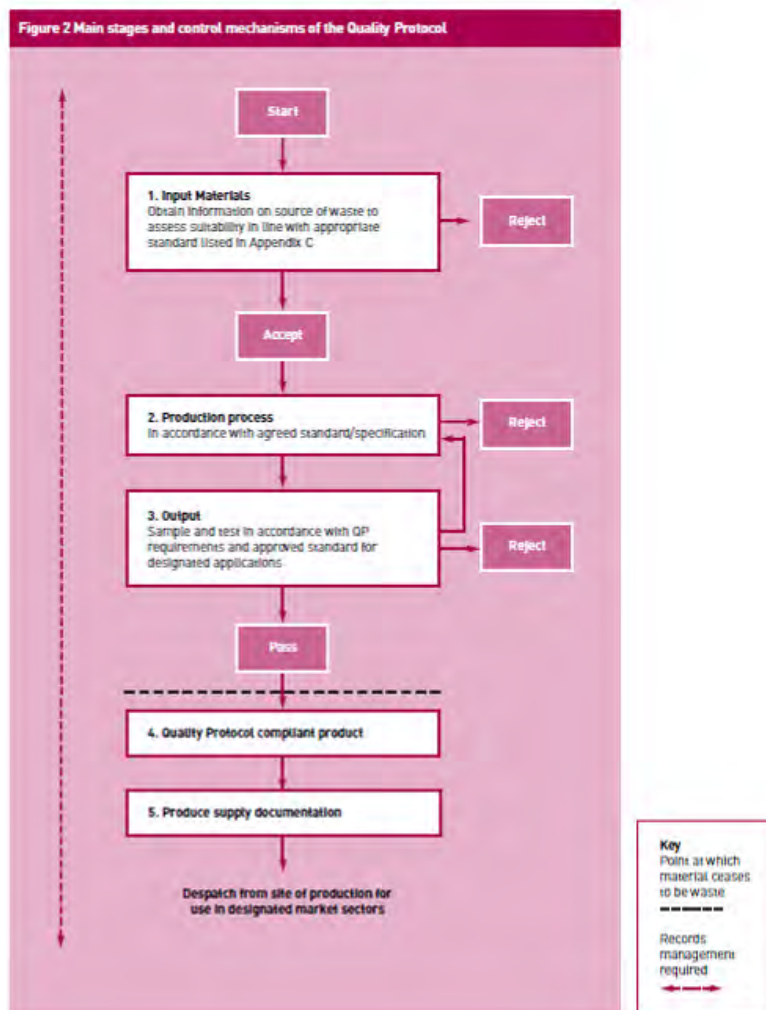 Figure 2 Main stages and control mechanisms of the Quality Protocol
Start
1. Input Materials
Obtain information on source of waste to
assess suitability in line with appropriate
standard listed in Appendix C
Reject
Accept
2. Production process
In accordance with agreed standard/specification
Reject
3. Output
Sample and test in accordance with QP
requirements and approved standard for
designated applications
Reject
Pass
4. Quality Protocol compliant product
5. Produce supply documentation
Despatch from site of production for
use in designated market sectors
Key
Point at which
material ceases
to be waste
Records
management
required